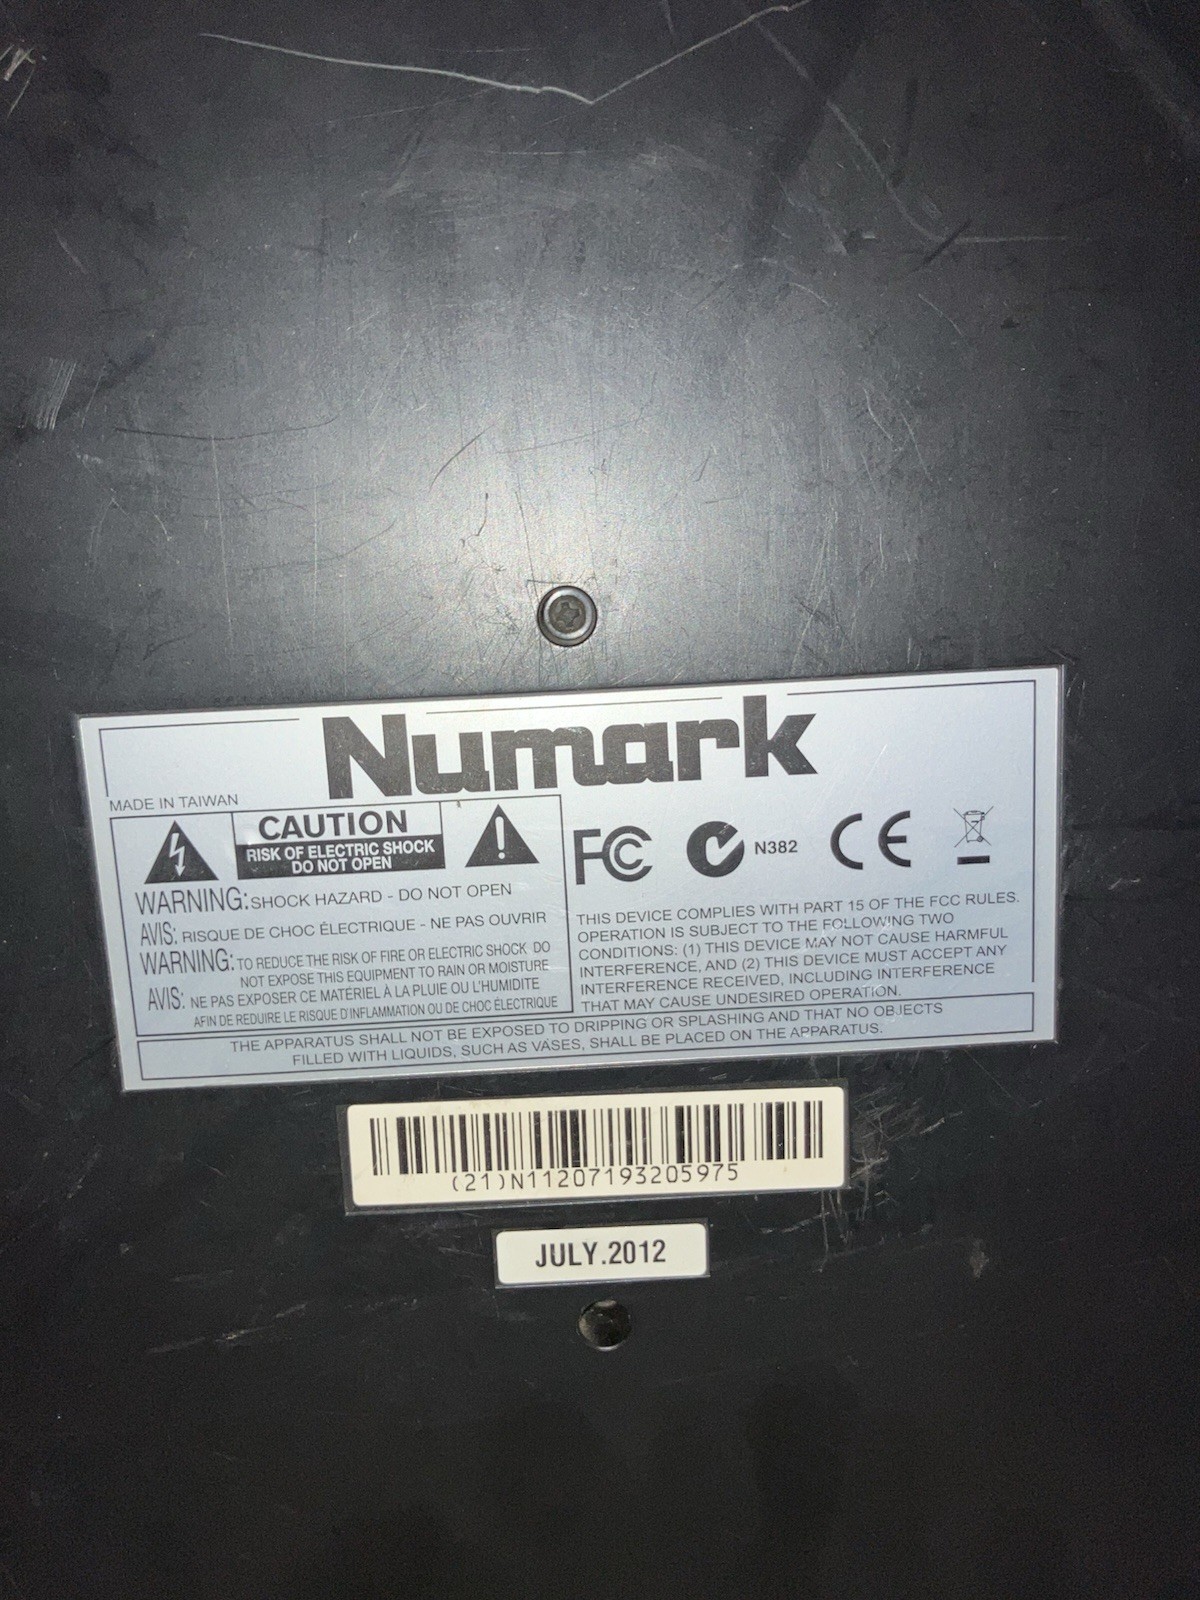 Numark
MADE IN TAIWAN
CAUTION
RISK OF ELECTRIC SHOCK
DO NOT OPEN
WARNING: SHOCK HAZARD - DO NOT OPEN
AVIS: RISQUE DE CHOC ÉLECTRIQUE - NE PAS OUVRIR
WARNING: TO REDUCE THE RISK OF FIRE OR ELECTRIC SHOCK DO
NOT EXPOSE THIS EQUIPMENT TO RAIN OR MOISTURE
AVIS: NE PAS EXPOSER CE MATÉRIEL À LA PLUIE OU L'HUMIDITE
AFIN DE REDUIRE LE RISQUE D'INFLAMMATION OU DE CHOC ÉLECTRIQUE
FC N382 CE
THIS DEVICE COMPLIES WITH PART 15 OF THE FCC RULES.
OPERATION IS SUBJECT TO THE FOLLOWING TWO
CONDITIONS: (1) THIS DEVICE MAY NOT CAUSE HARMFUL
INTERFERENCE, AND (2) THIS DEVICE MUST ACCEPT ANY
INTERFERENCE RECEIVED, INCLUDING INTERFERENCE
THAT MAY CAUSE UNDESIRED OPERATION.
THE APPARATUS SHALL NOT BE EXPOSED TO DRIPPING OR SPLASHING AND THAT NO OBJECTS
FILLED WITH LIQUIDS, SUCH AS VASES, SHALL BE PLACED ON THE APPARATUS.
(21)N11207193205975
JULY.2012